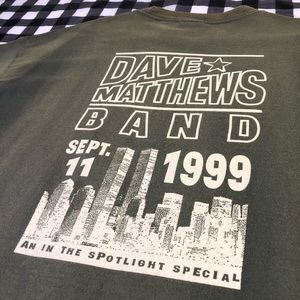 DAVE
MATTHEWS
BAND
SEPT.
11 1999
AN IN THE SPOTLIGHT SPECIAL